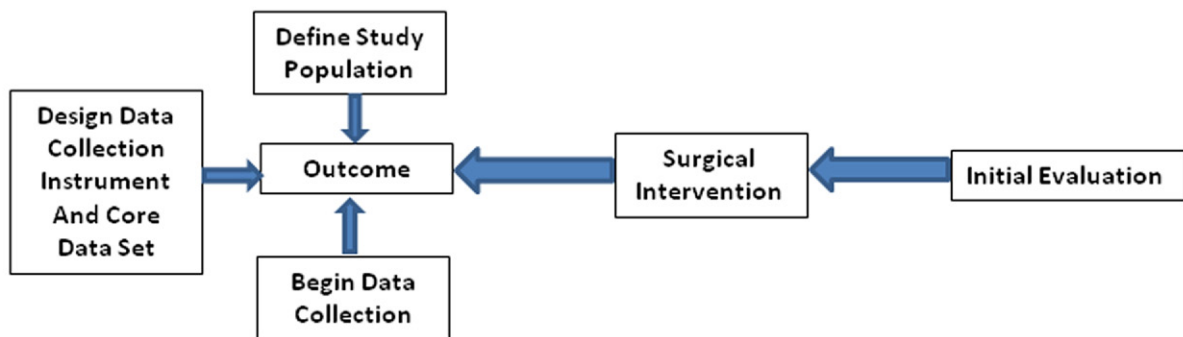 Define Study
Population
Design Data
Collection
Instrument
And Core
Data Set
Outcome
Surgical
Intervention
Initial Evaluation
Begin Data
Collection